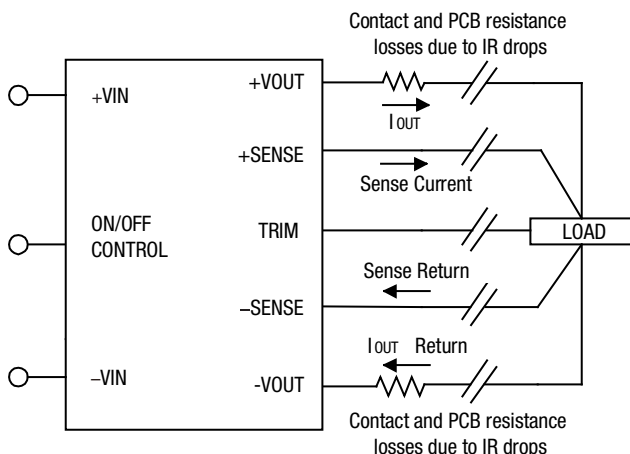 Contact and PCB resistance
losses due to IR drops
+VOUT
+VIN
IOUT
+SENSE
Sense Current
ON/OFF
CONTROL
TRIM
LOAD
Sense Return
–SENSE
IOUT Return
–VIN
-VOUT
Contact and PCB resistance
losses due to IR drops